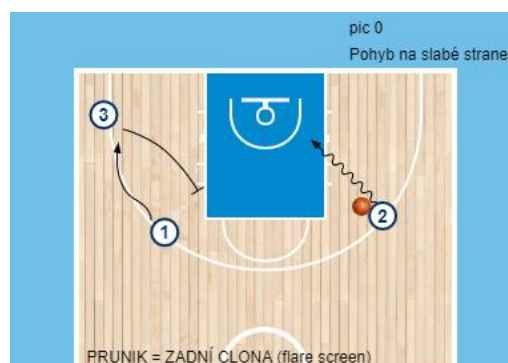 pic 0
Pohyb na slabé strane
3
2
1
PRUNIK = ZADNÍ CLONA (flare screen)